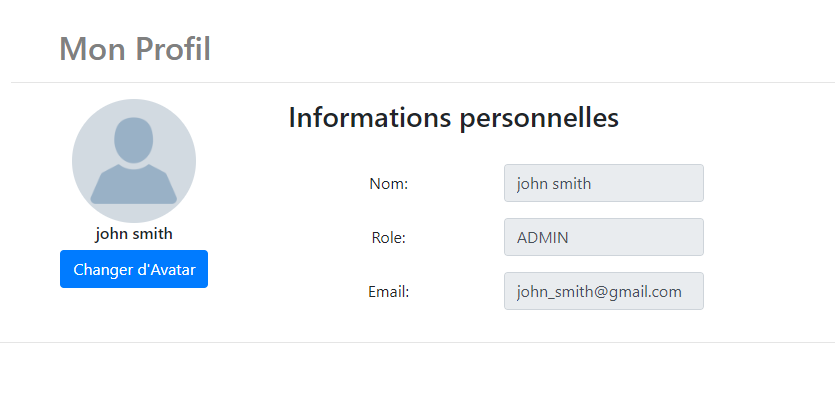 Mon Profil
Informations personnelles
Nom: john smith
Role: ADMIN
Email: john_smith@gmail.com
john smith
Changer d'Avatar